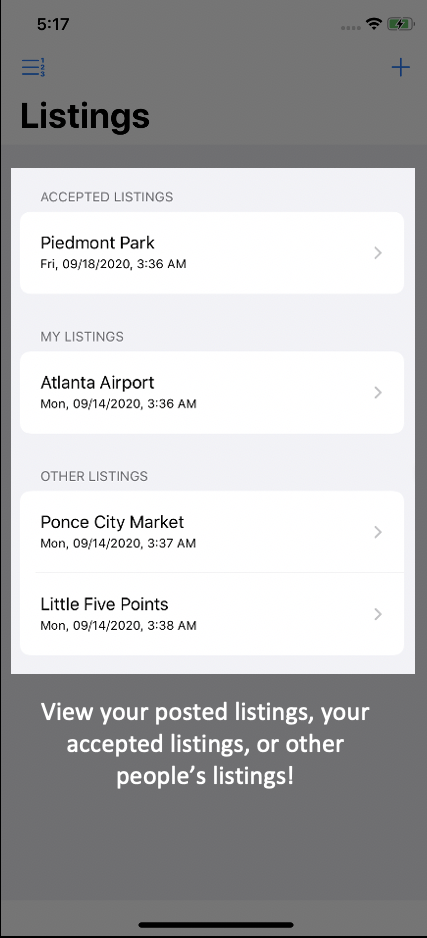 5:17
1
2
3
Listings
ACCEPTED LISTINGS
Piedmont Park
Fri, 09/18/2020, 3:36 AM
MY LISTINGS
Atlanta Airport
Mon, 09/14/2020, 3:36 AM
OTHER LISTINGS
Ponce City Market
Mon, 09/14/2020, 3:37 AM
Little Five Points
Mon, 09/14/2020, 3:38 AM
View your posted listings, your
accepted listings, or other
people’s listings!